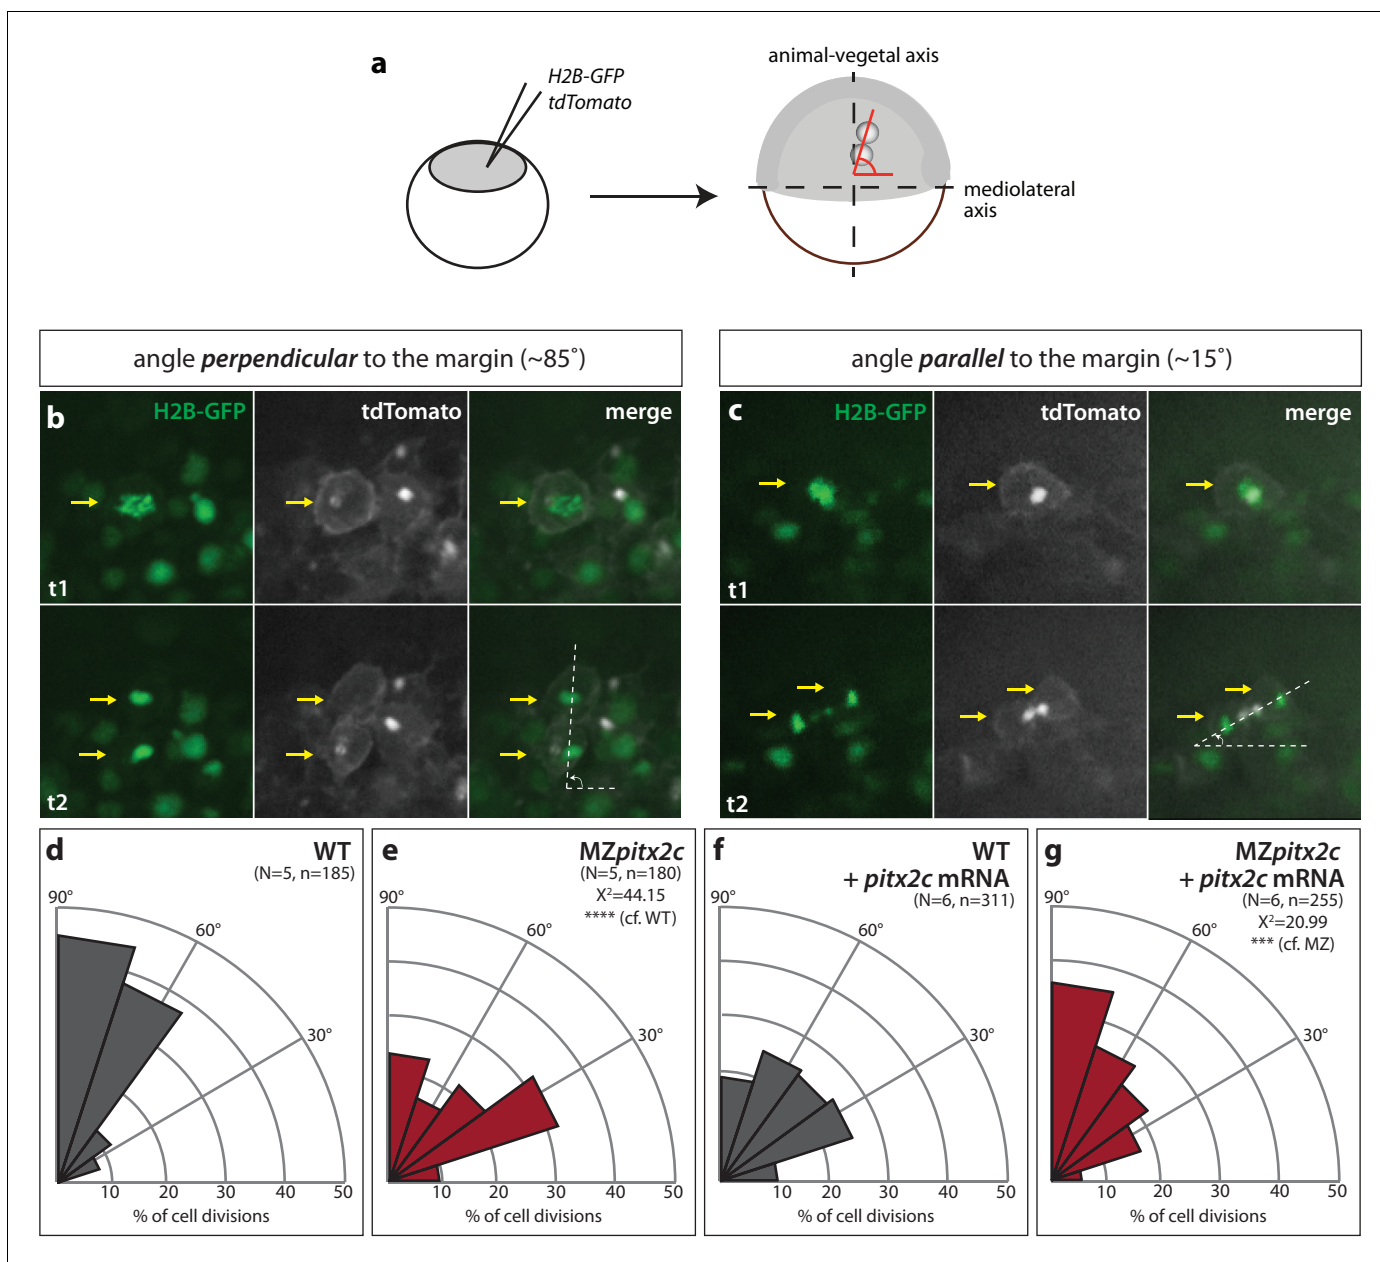 a
H2B-GFP
tdTomato
animal-vegetal axis
mediolateral
axis
angle perpendicular to the margin (~85˚)
angle parallel to the margin (~15˚)
b
H2B-GFP
tdTomato
merge
t1
t2
c
H2B-GFP
tdTomato
merge
t1
t2
d
WT
(N=5, n=185)
90°
60°
30°
10 20 30 40 50
% of cell divisions
e
MZpitx2c
(N=5, n=180)
X²=44.15
**** (cf. WT)
90°
60°
30°
10 20 30 40 50
% of cell divisions
f
WT
+ pitx2c mRNA
(N=6, n=311)
90°
60°
30°
10 20 30 40 50
% of cell divisions
g
MZpitx2c
+ pitx2c mRNA
(N=6, n=255)
X²=20.99
*** (cf. MZ)
90°
60°
30°
10 20 30 40 50
% of cell divisions